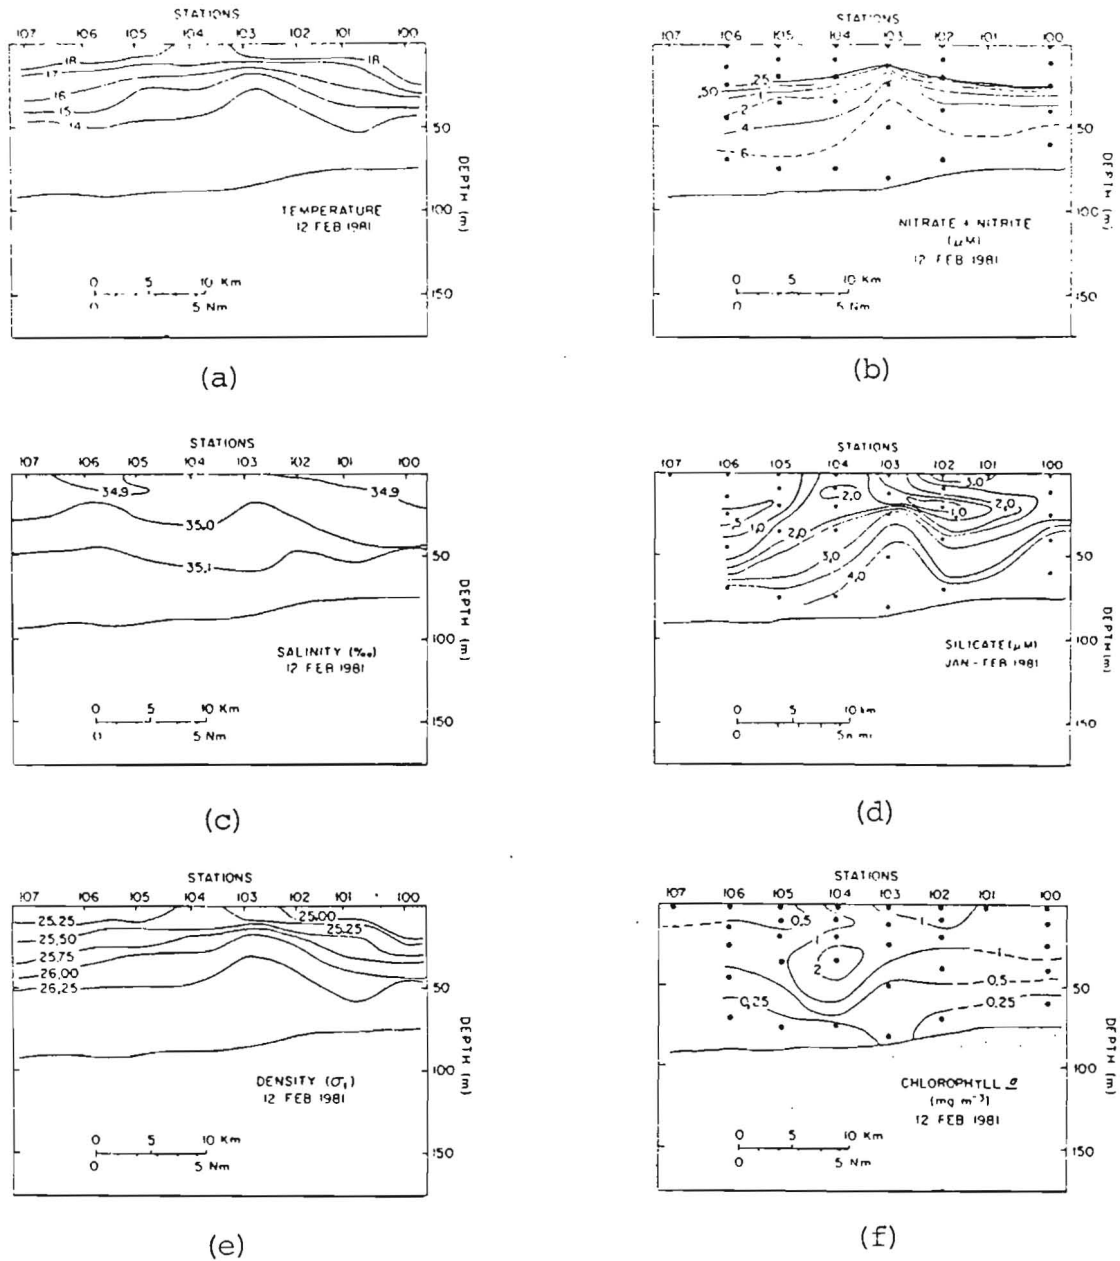 STATIONS
107 106 105 104 103 102 101 100
18 18
17
16
15
14
50
100
150
DEPTH (m)
TEMPERATURE
12 FEB 1981
0 5 10 Km
0 5 Nm
(a)
STATIONS
107 106 105 104 103 102 101 100
.25
.50
1
2
4
6
50
100
150
DEPTH (m)
NITRATE + NITRITE
(μM)
12 FEB 1981
0 5 10 Km
0 5 Nm
(b)
STATIONS
107 106 105 104 103 102 101 100
34.9 34.9
35.0
35.1
50
100
150
DEPTH (m)
SALINITY (‰)
12 FEB 1981
0 5 10 Km
0 5 Nm
(c)
STATIONS
107 106 105 104 103 102 101 100
3.0
2.0
1.0 2.0
.5 1.0 2.0
3.0
4.0
50
100
150
DEPTH (m)
SILICATE (μM)
JAN - FEB 1981
0 5 10 km
0 5 n mi
(d)
STATIONS
107 106 105 104 103 102 101 100
25.00
25.25 25.25
25.50
25.75
26.00
26.25
50
100
150
DEPTH (m)
DENSITY (σt)
12 FEB 1981
0 5 10 Km
0 5 Nm
(e)
STATIONS
107 106 105 104 103 102 101 100
0.5 1
1 1
2
0.5
0.25 0.25
50
100
150
DEPTH (m)
CHLOROPHYLL a
(mg m⁻³)
12 FEB 1981
0 5 10 Km
0 5 Nm
(f)